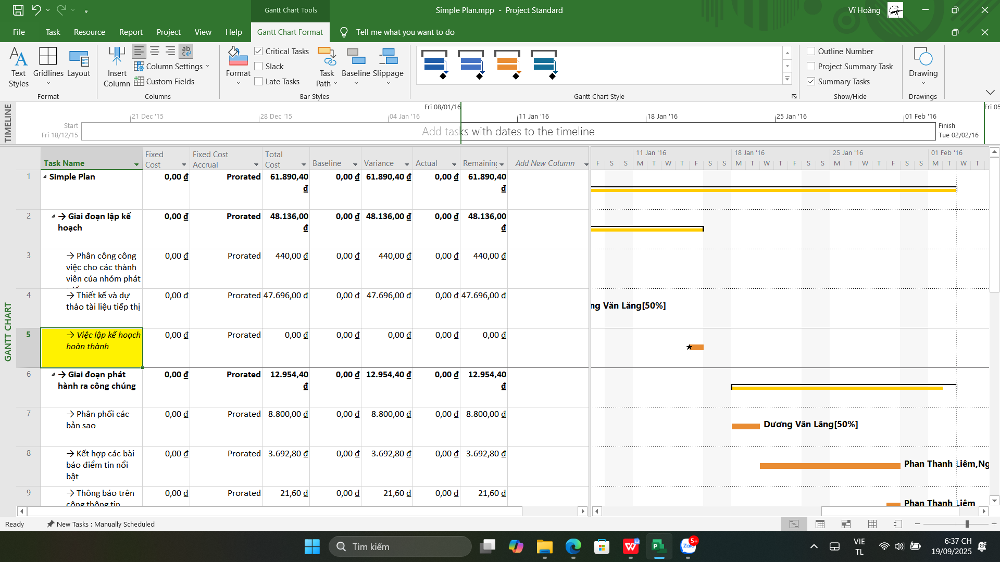 Gantt Chart Tools
Simple Plan.mpp - Project Standard
Vĩ Hoàng
File
Task
Resource
Report
Project
View
Help
Gantt Chart Format
Tell me what you want to do
Text Styles
Gridlines
Layout
Format
Insert Column
Column Settings
Custom Fields
Columns
Format
Critical Tasks
Slack
Late Tasks
Task Path
Baseline
Slippage
Bar Styles
Gantt Chart Style
Outline Number
Project Summary Task
Summary Tasks
Show/Hide
Drawing
Drawings
TIMELINE
Fri 08/01/16
Fri 05
21 Dec '15
28 Dec '15
04 Jan '16
11 Jan '16
18 Jan '16
25 Jan '16
01 Feb '16
Start
Fri 18/12/15
Add tasks with dates to the timeline
Finish
Tue 02/02/16
GANTT CHART
Task Name
Fixed Cost
Fixed Cost Accrual
Total Cost
Baseline
Variance
Actual
Remaining
Add New Column
11 Jan '16
18 Jan '16
25 Jan '16
01 Feb '16
F S S M T W T F S S M T W T F S S M T W T F S S M T W T
1 Simple Plan 0,00 ₫ Prorated 61.890,40 ₫ 0,00 ₫ 61.890,40 ₫ 0,00 ₫ 61.890,40 ₫
2 → Giai đoạn lập kế hoạch 0,00 ₫ Prorated 48.136,00 ₫ 0,00 ₫ 48.136,00 ₫ 0,00 ₫ 48.136,00 ₫
3 → Phân công công việc cho các thành viên của nhóm phát 0,00 ₫ Prorated 440,00 ₫ 0,00 ₫ 440,00 ₫ 0,00 ₫ 440,00 ₫
4 → Thiết kế và dự thảo tài liệu tiếp thị 0,00 ₫ Prorated 47.696,00 ₫ 0,00 ₫ 47.696,00 ₫ 0,00 ₫ 47.696,00 ₫
ng Văn Lăng[50%]
5 → Việc lập kế hoạch hoàn thành 0,00 ₫ Prorated 0,00 ₫ 0,00 ₫ 0,00 ₫ 0,00 ₫ 0,00 ₫
6 → Giai đoạn phát hành ra công chúng 0,00 ₫ Prorated 12.954,40 ₫ 0,00 ₫ 12.954,40 ₫ 0,00 ₫ 12.954,40 ₫
7 → Phân phối các bản sao 0,00 ₫ Prorated 8.800,00 ₫ 0,00 ₫ 8.800,00 ₫ 0,00 ₫ 8.800,00 ₫
Dương Văn Lăng[50%]
8 → Kết hợp các bài báo điểm tin nổi bật 0,00 ₫ Prorated 3.692,80 ₫ 0,00 ₫ 3.692,80 ₫ 0,00 ₫ 3.692,80 ₫
Phan Thanh Liêm,Ng
9 → Thông báo trên cổng thông tin 0,00 ₫ Prorated 21,60 ₫ 0,00 ₫ 21,60 ₫ 0,00 ₫ 21,60 ₫
Phan Thanh Liêm
Ready
New Tasks : Manually Scheduled
Tìm kiếm
Zalo
5+
VIE
TL
6:37 CH
19/09/2025